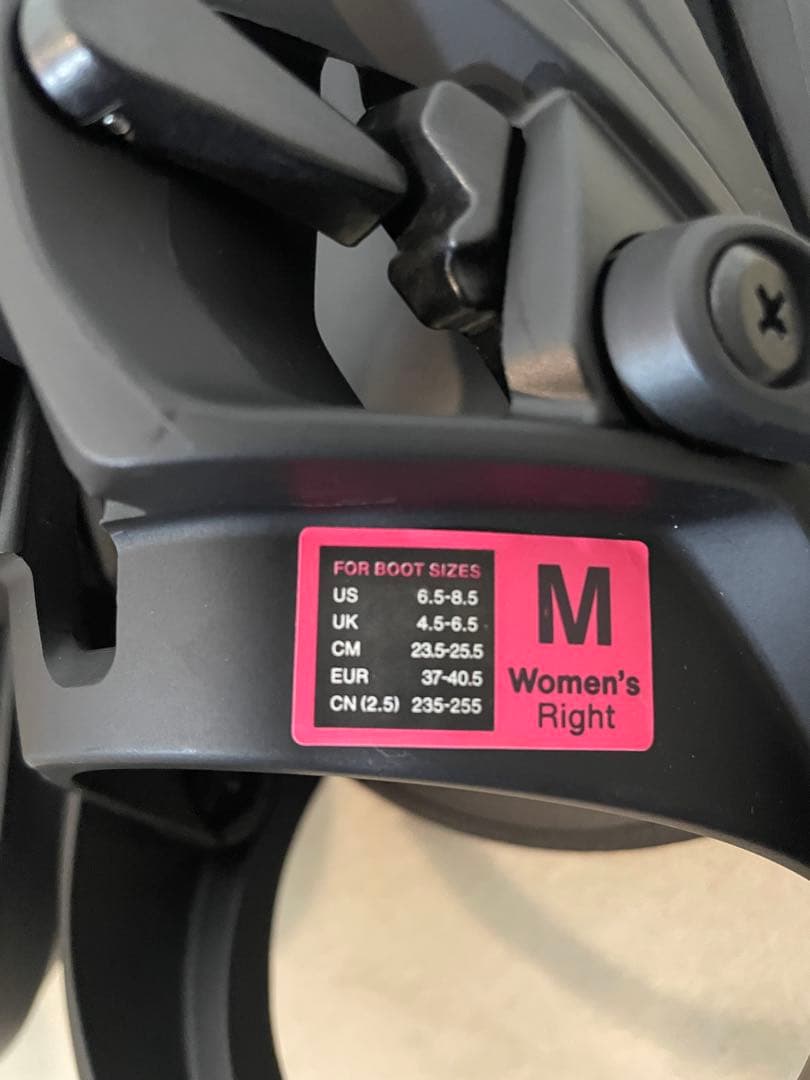 FOR BOOT SIZES
US 6.5-8.5
UK 4.5-6.5
CM 23.5-25.5
EUR 37-40.5
CN (2.5) 235-255
M
Women's
Right